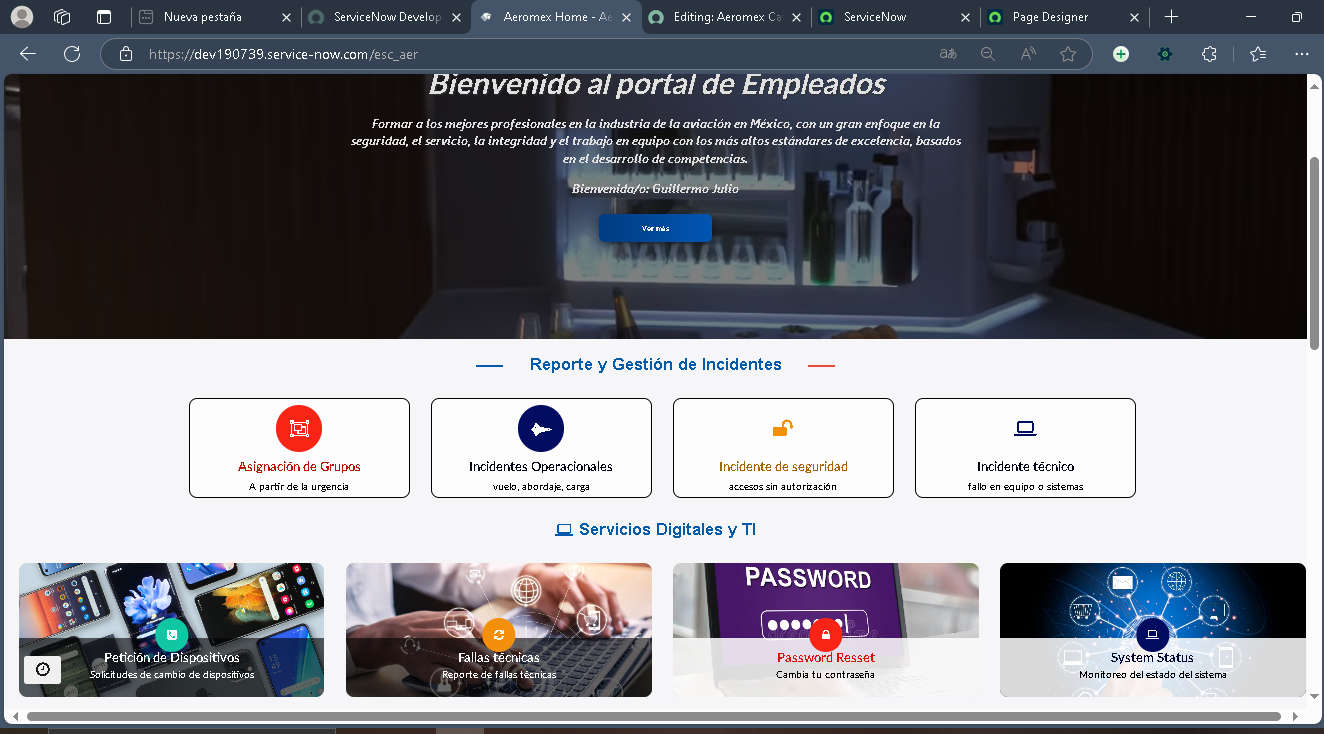 Nueva pestaña
ServiceNow Develop
Aeromex Home - Ae
Editing: Aeromex Ca
ServiceNow
Page Designer
https://dev190739.service-now.com/esc_aer
Bienvenido al portal de Empleados
Formar a los mejores profesionales en la industria de la aviación en México, con un gran enfoque en la
seguridad, el servicio, la integridad y el trabajo en equipo con los más altos estándares de excelencia, basados
en el desarrollo de competencias.
Bienvenida/o: Guillermo Julio
Ver más
Reporte y Gestión de Incidentes
Asignación de Grupos
A partir de la urgencia
Incidentes Operacionales
vuelo, abordaje, carga
Incidente de seguridad
accesos sin autorización
Incidente técnico
fallo en equipo o sistemas
Servicios Digitales y TI
Petición de Dispositivos
Solicitudes de cambio de dispositivos
Fallas técnicas
Reporte de fallas técnicas
PASSWORD
Password Resset
Cambia tu contraseña
System Status
Monitoreo del estado del sistema